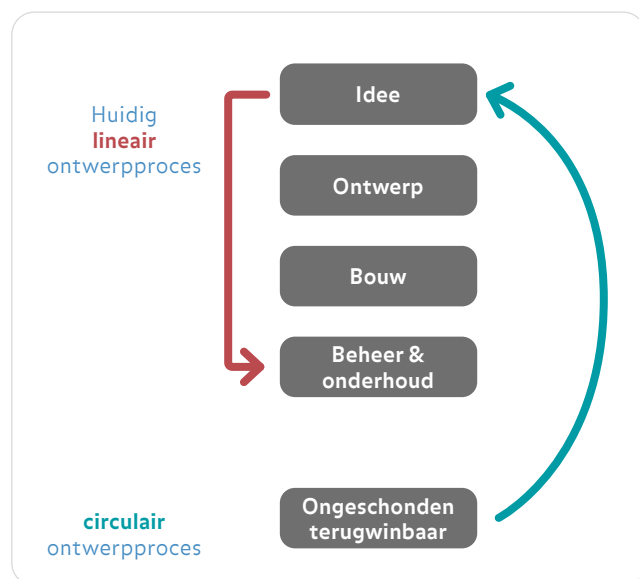 Idee
Huidig
lineair
ontwerpproces
Ontwerp
Bouw
Beheer &
onderhoud
Ongeschonden
terugwinbaar
circulair
ontwerpproces